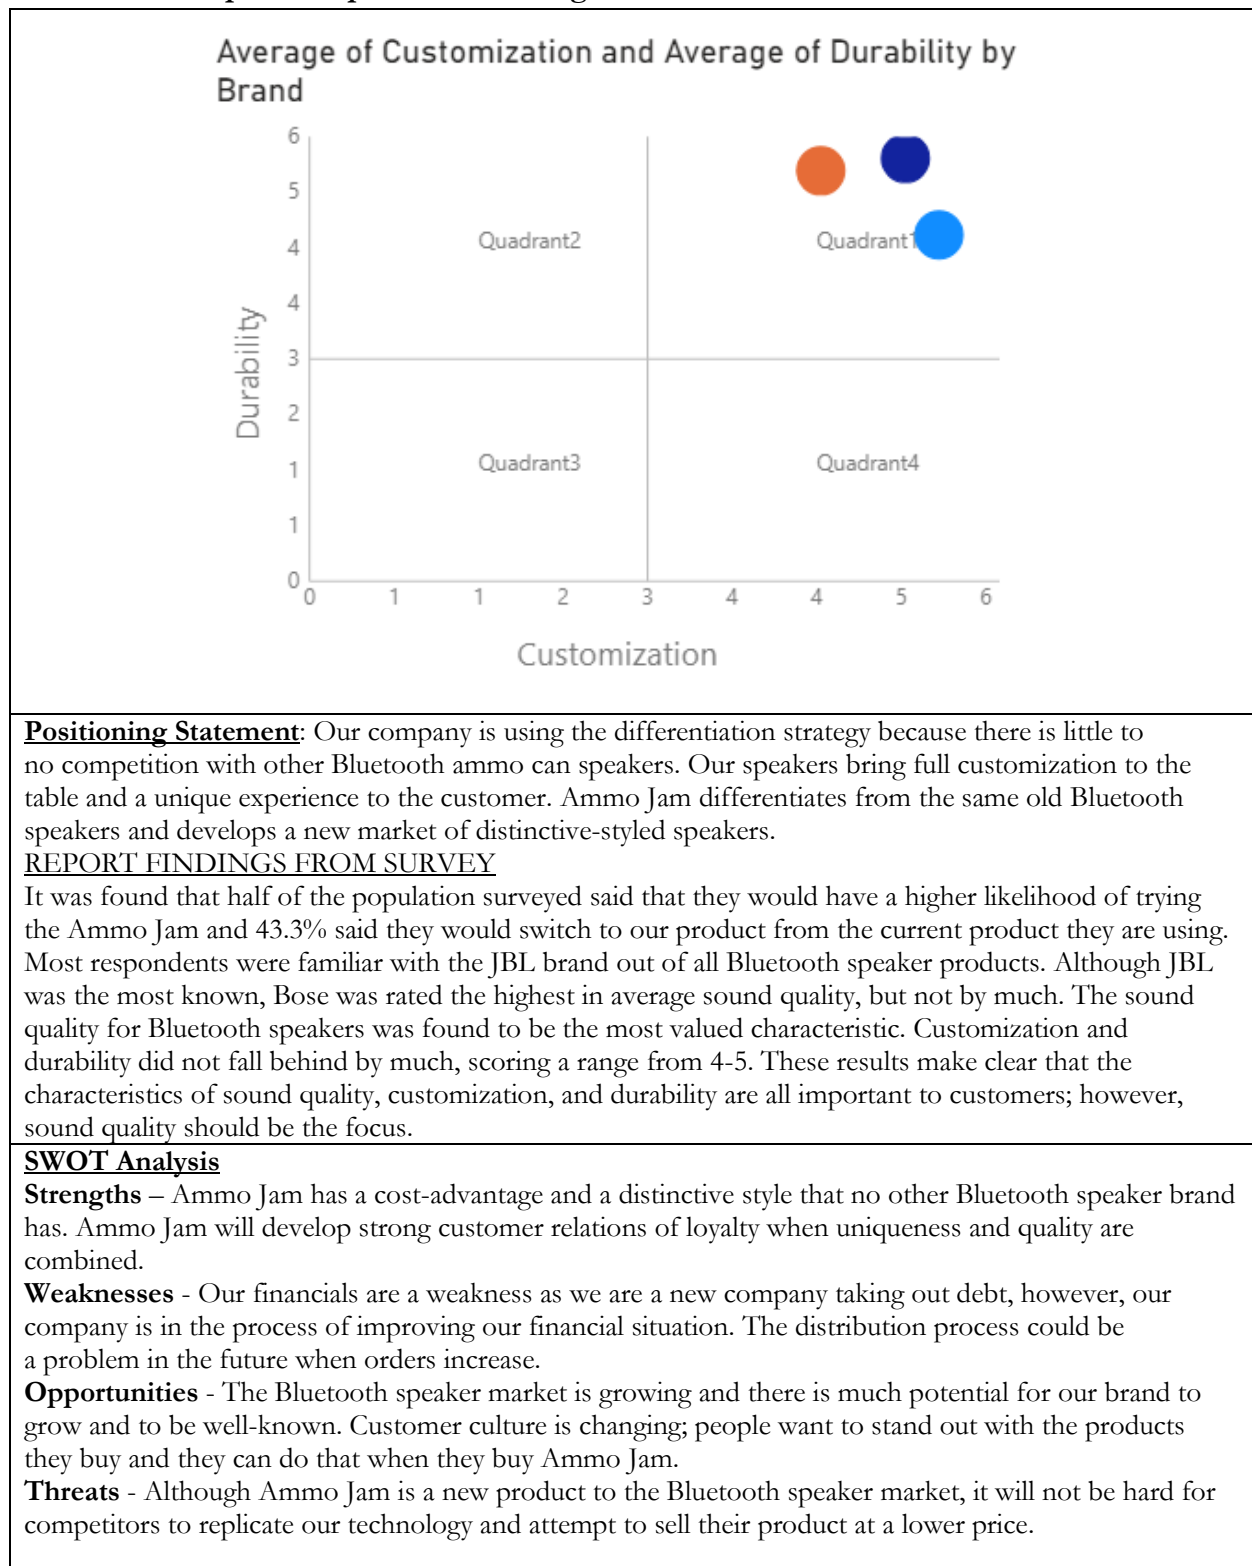 Average of Customization and Average of Durability by
Brand
6
5
4
4
3
2
1
1
0
Durability
Quadrant2
Quadrant1
Quadrant3
Quadrant4
0 1 1 2 3 4 4 5 6
Customization
Positioning Statement: Our company is using the differentiation strategy because there is little to
no competition with other Bluetooth ammo can speakers. Our speakers bring full customization to the
table and a unique experience to the customer. Ammo Jam differentiates from the same old Bluetooth
speakers and develops a new market of distinctive-styled speakers.
REPORT FINDINGS FROM SURVEY
It was found that half of the population surveyed said that they would have a higher likelihood of trying
the Ammo Jam and 43.3% said they would switch to our product from the current product they are using.
Most respondents were familiar with the JBL brand out of all Bluetooth speaker products. Although JBL
was the most known, Bose was rated the highest in average sound quality, but not by much. The sound
quality for Bluetooth speakers was found to be the most valued characteristic. Customization and
durability did not fall behind by much, scoring a range from 4-5. These results make clear that the
characteristics of sound quality, customization, and durability are all important to customers; however,
sound quality should be the focus.
SWOT Analysis
Strengths – Ammo Jam has a cost-advantage and a distinctive style that no other Bluetooth speaker brand
has. Ammo Jam will develop strong customer relations of loyalty when uniqueness and quality are
combined.
Weaknesses - Our financials are a weakness as we are a new company taking out debt, however, our
company is in the process of improving our financial situation. The distribution process could be
a problem in the future when orders increase.
Opportunities - The Bluetooth speaker market is growing and there is much potential for our brand to
grow and to be well-known. Customer culture is changing; people want to stand out with the products
they buy and they can do that when they buy Ammo Jam.
Threats - Although Ammo Jam is a new product to the Bluetooth speaker market, it will not be hard for
competitors to replicate our technology and attempt to sell their product at a lower price.